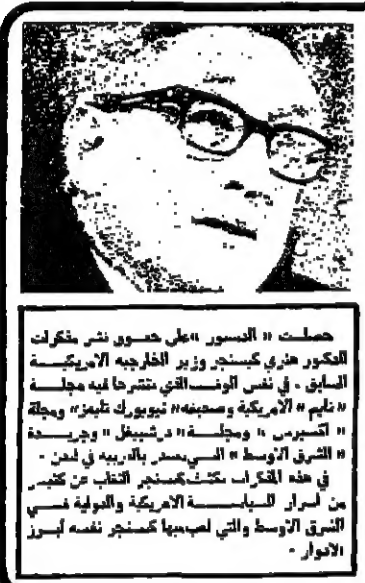 حصلت « الدستور » على حقوق نشر مذكرات
الدكتور هنري كيسنجر وزير الخارجية الامريكية
السابق ، في نفس الوقت الذي تنشرها فيه مجلة
« تايم » الامريكية وصحيفة « نيويورك تايمز » ومجلة
« اكسبرس » ومجلة « درشبيغل » وجريدة
« الشرق الاوسط » التي تصدر بالعربية في لندن .
في هذه المذكرات يكشف كيسنجر النقاب عن كثير
من اسرار السياسة الامريكية والدولية في
الشرق الاوسط والتي لعب فيها كيسنجر نفسه ابرز
الادوار .